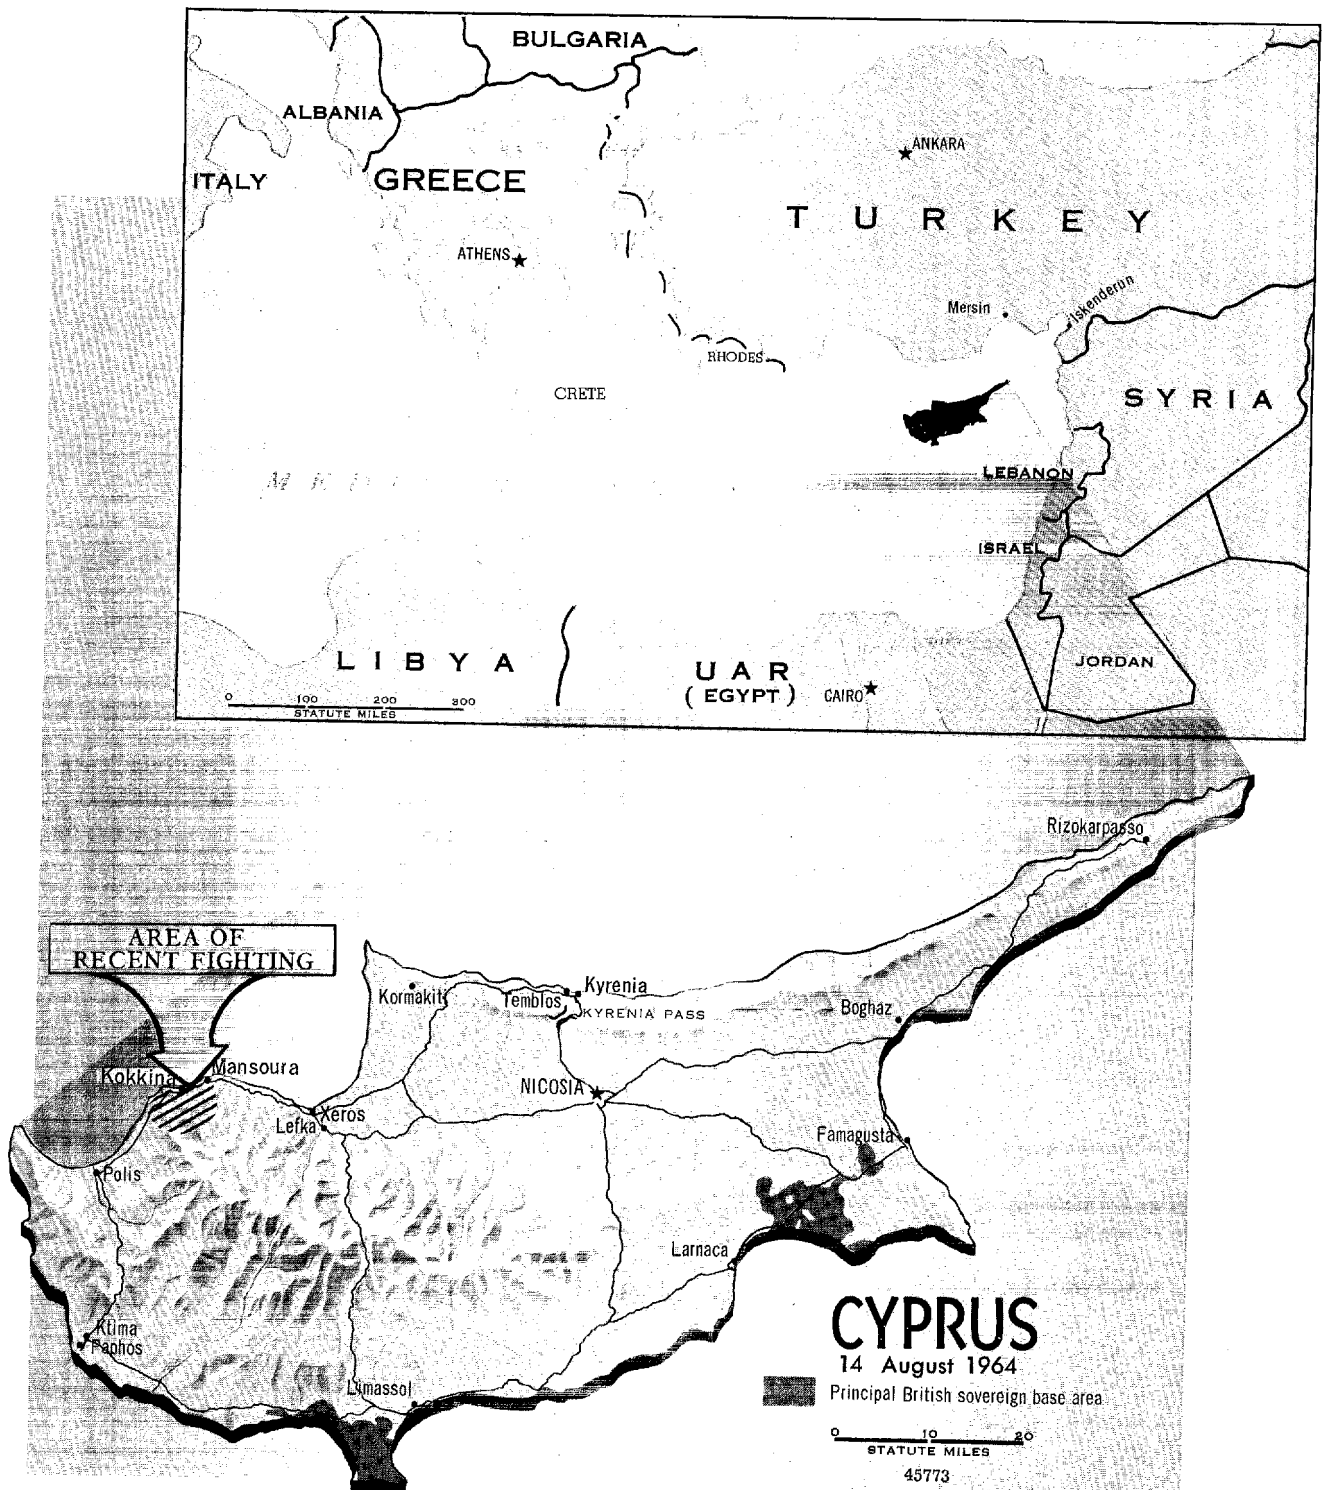 BULGARIA
ALBANIA
ITALY
GREECE
ATHENS
ANKARA
TURKEY
Mersin
Iskenderun
RHODES
CRETE
SYRIA
LEBANON
ISRAEL
LIBYA
UAR
(EGYPT)
CAIRO
JORDAN
0 100 200 300
STATUTE MILES
Rizokarpasso
AREA OF
RECENT FIGHTING
Kormakiti
Temblos
Kyrenia
KYRENIA PASS
Boghaz
Kokkina
Mansoura
NICOSIA
Xeros
Lefka
Famagusta
Polis
Larnaca
Ktima
Paphos
Limassol
CYPRUS
14 August 1964
Principal British sovereign base area
0 10 20
STATUTE MILES
45773